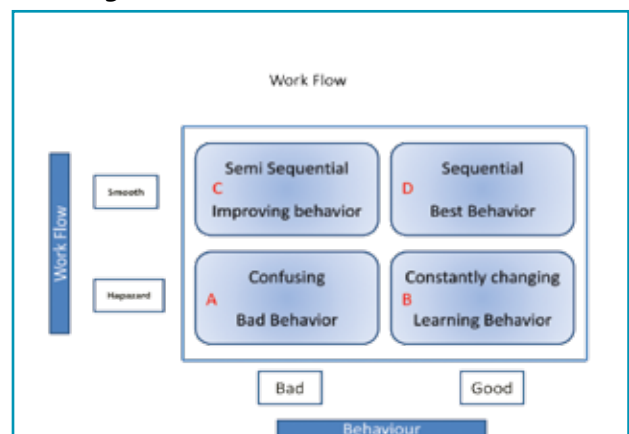 Work Flow
Work Flow
Smooth
Semi Sequential
C
Improving behavior
Sequential
D
Best Behavior
Hapazard
Confusing
A
Bad Behavior
Constantly changing
B
Learning Behavior
Bad
Good
Behaviour